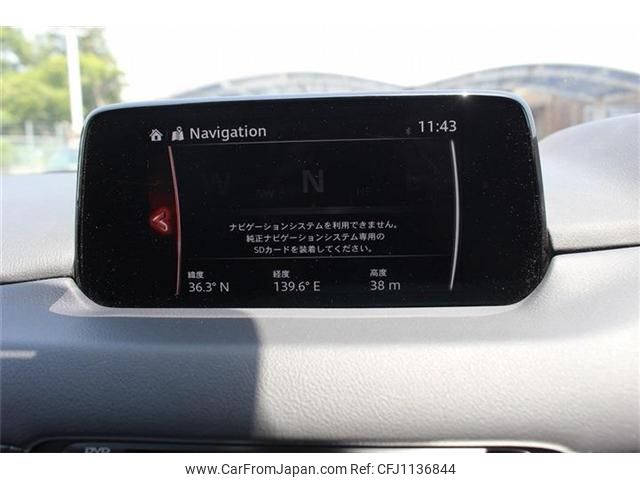 Navigation
11:43
W NW N NE E
ナビゲーションシステムを利用できません。
純正ナビゲーションシステム専用の
SDカードを装着してください。
緯度 経度 高度
36.3° N 139.6° E 38 m
DVD
© CarFromJapan.com - CFJ1136844